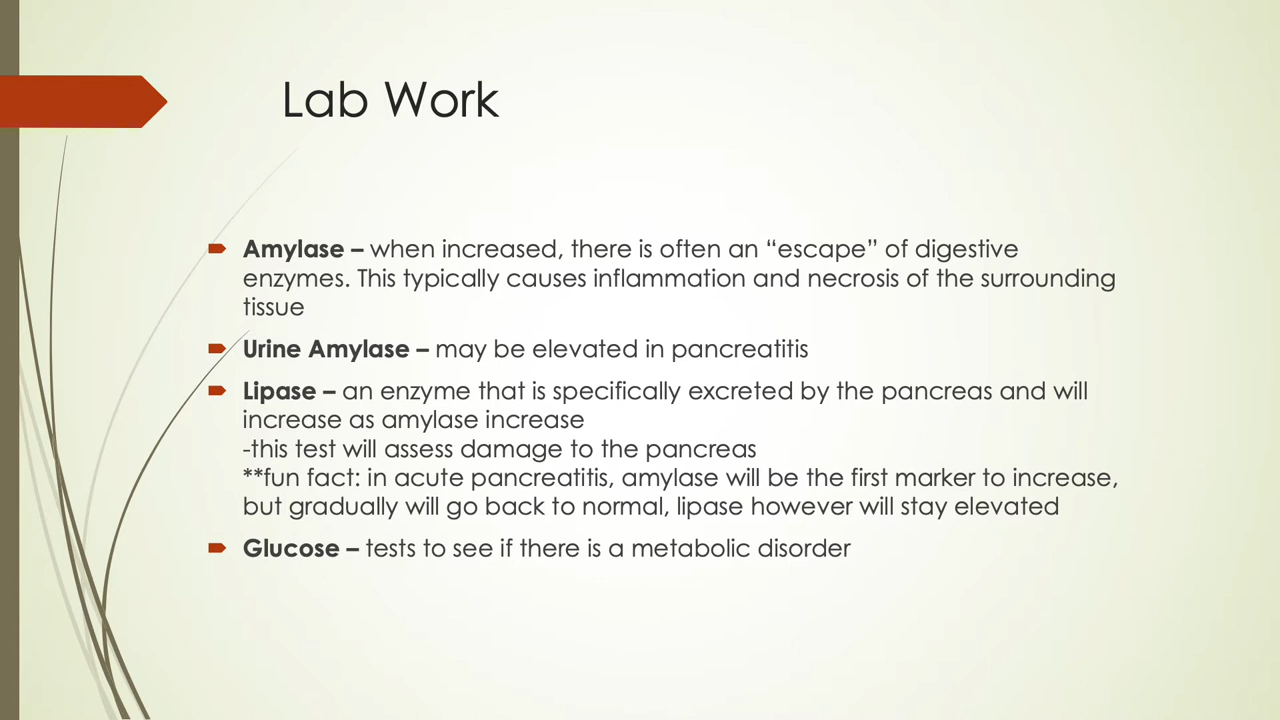 Lab Work
Amylase – when increased, there is often an “escape” of digestive
enzymes. This typically causes inflammation and necrosis of the surrounding
tissue
Urine Amylase – may be elevated in pancreatitis
Lipase – an enzyme that is specifically excreted by the pancreas and will
increase as amylase increase
-this test will assess damage to the pancreas
**fun fact: in acute pancreatitis, amylase will be the first marker to increase,
but gradually will go back to normal, lipase however will stay elevated
Glucose – tests to see if there is a metabolic disorder